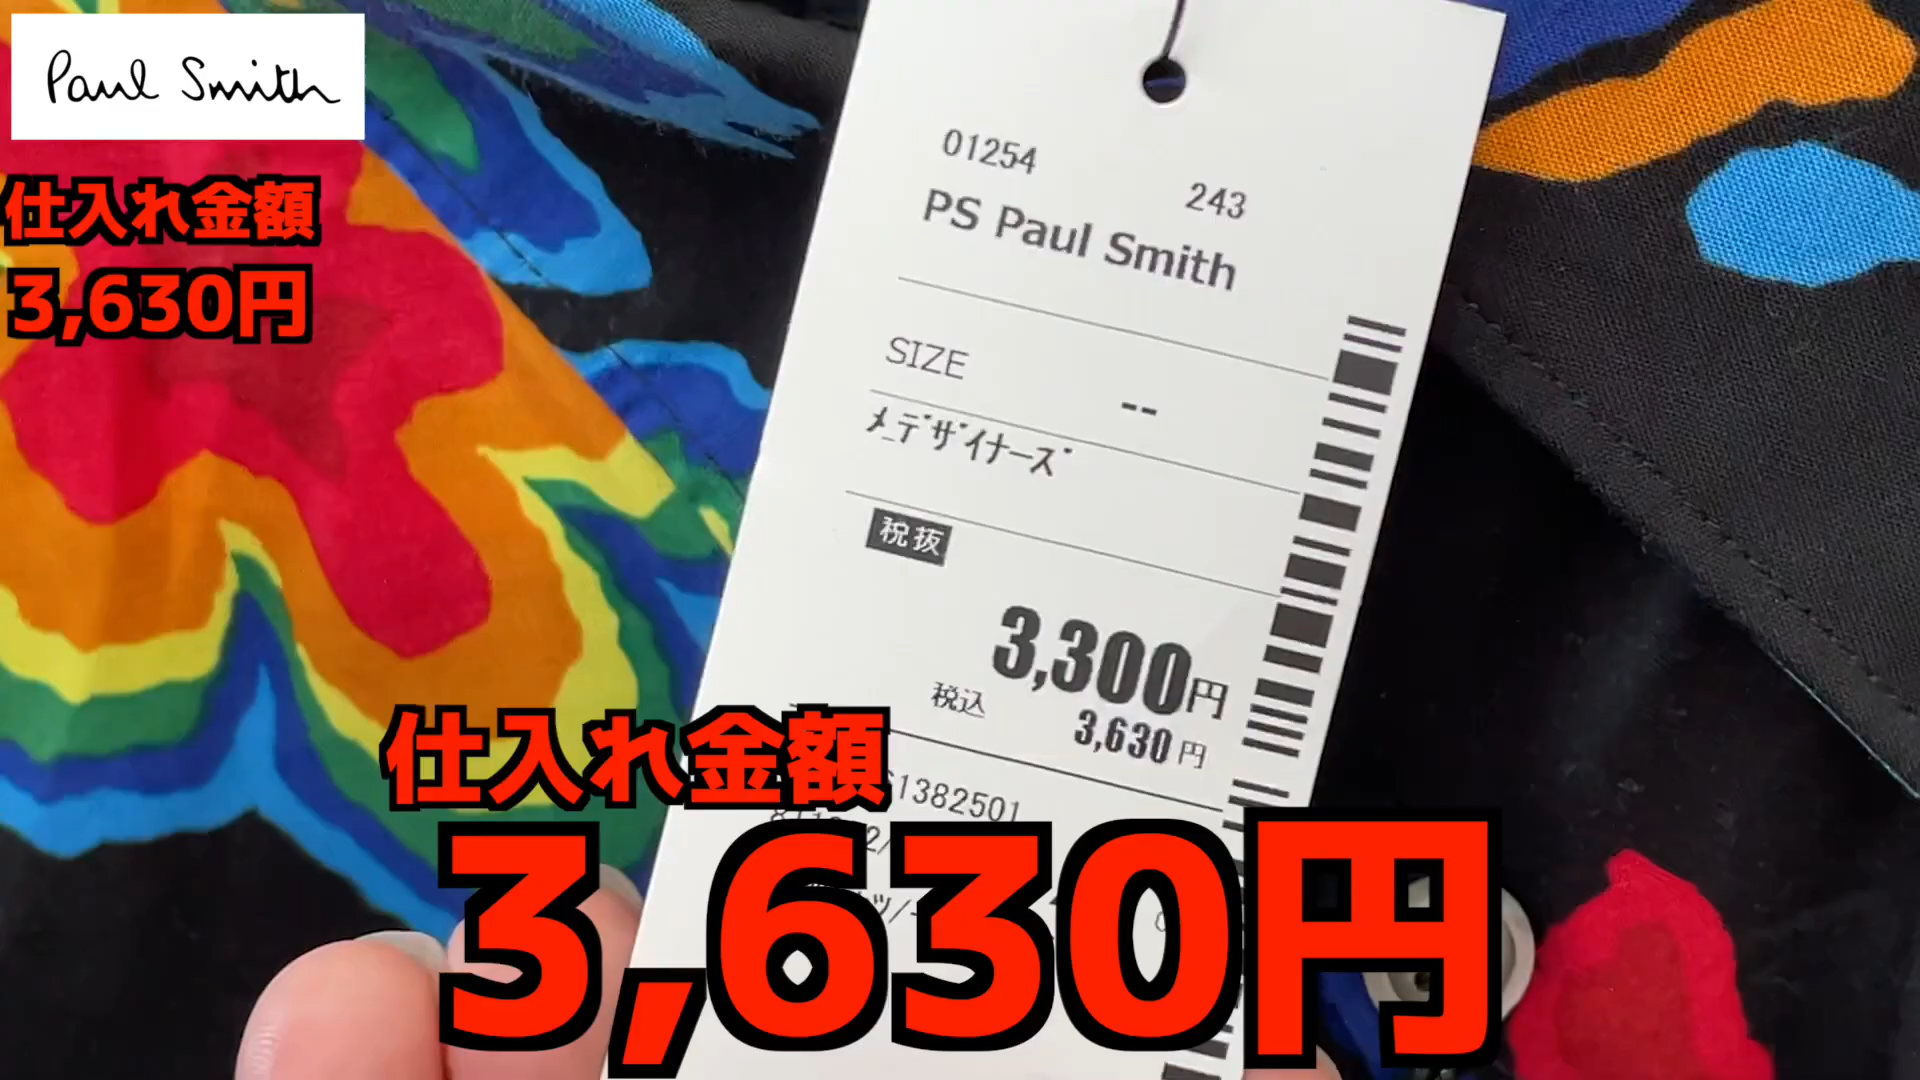 Paul Smith
仕入れ金額
3,630円
01254
243
PS Paul Smith
SIZE
--
ﾒ_ﾃﾞｻﾞｲﾅｰｽﾞ
税抜
3,300円
税込 3,630円
仕入れ金額
1382501
3,630円